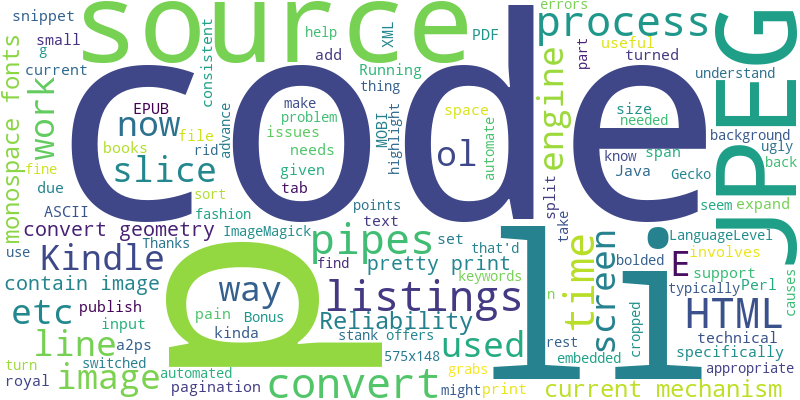 snippet
source
code
process
JPEG
errors
useful
turned
part
small
g
current
help
add
XML
PDF
Running
thing
consistent
monospace fonts
work
engine
understand
EPUB
now
books
file
rid
advance
make
problem
issues
needs
given
tab
MOBI
highlight
space
ol
automate
size
needed
background
ugly
know
span
back
Java
Gecko
slice
fine
due
sort
ASCII
fashion
points
text
split
take
seem
expand
convert geometry
ImageMagick
use
Thanks
Kindle
pipes
set
that'd
find
pretty print
keywords
li
time
screen
bolded
LanguageLevel
involves
E
support
typically
Perl
causes
contain image
publish
way
pain
Bonus
kinda
listings
Reliability
n
HTML
technical
specifically
appropriate
etc
input
line
a2ps
switched
stank
offers
575x148
used
rest
embedded
cropped
turn
royal
image
automated
pagination
convert
grabs
might
print
current mechanism